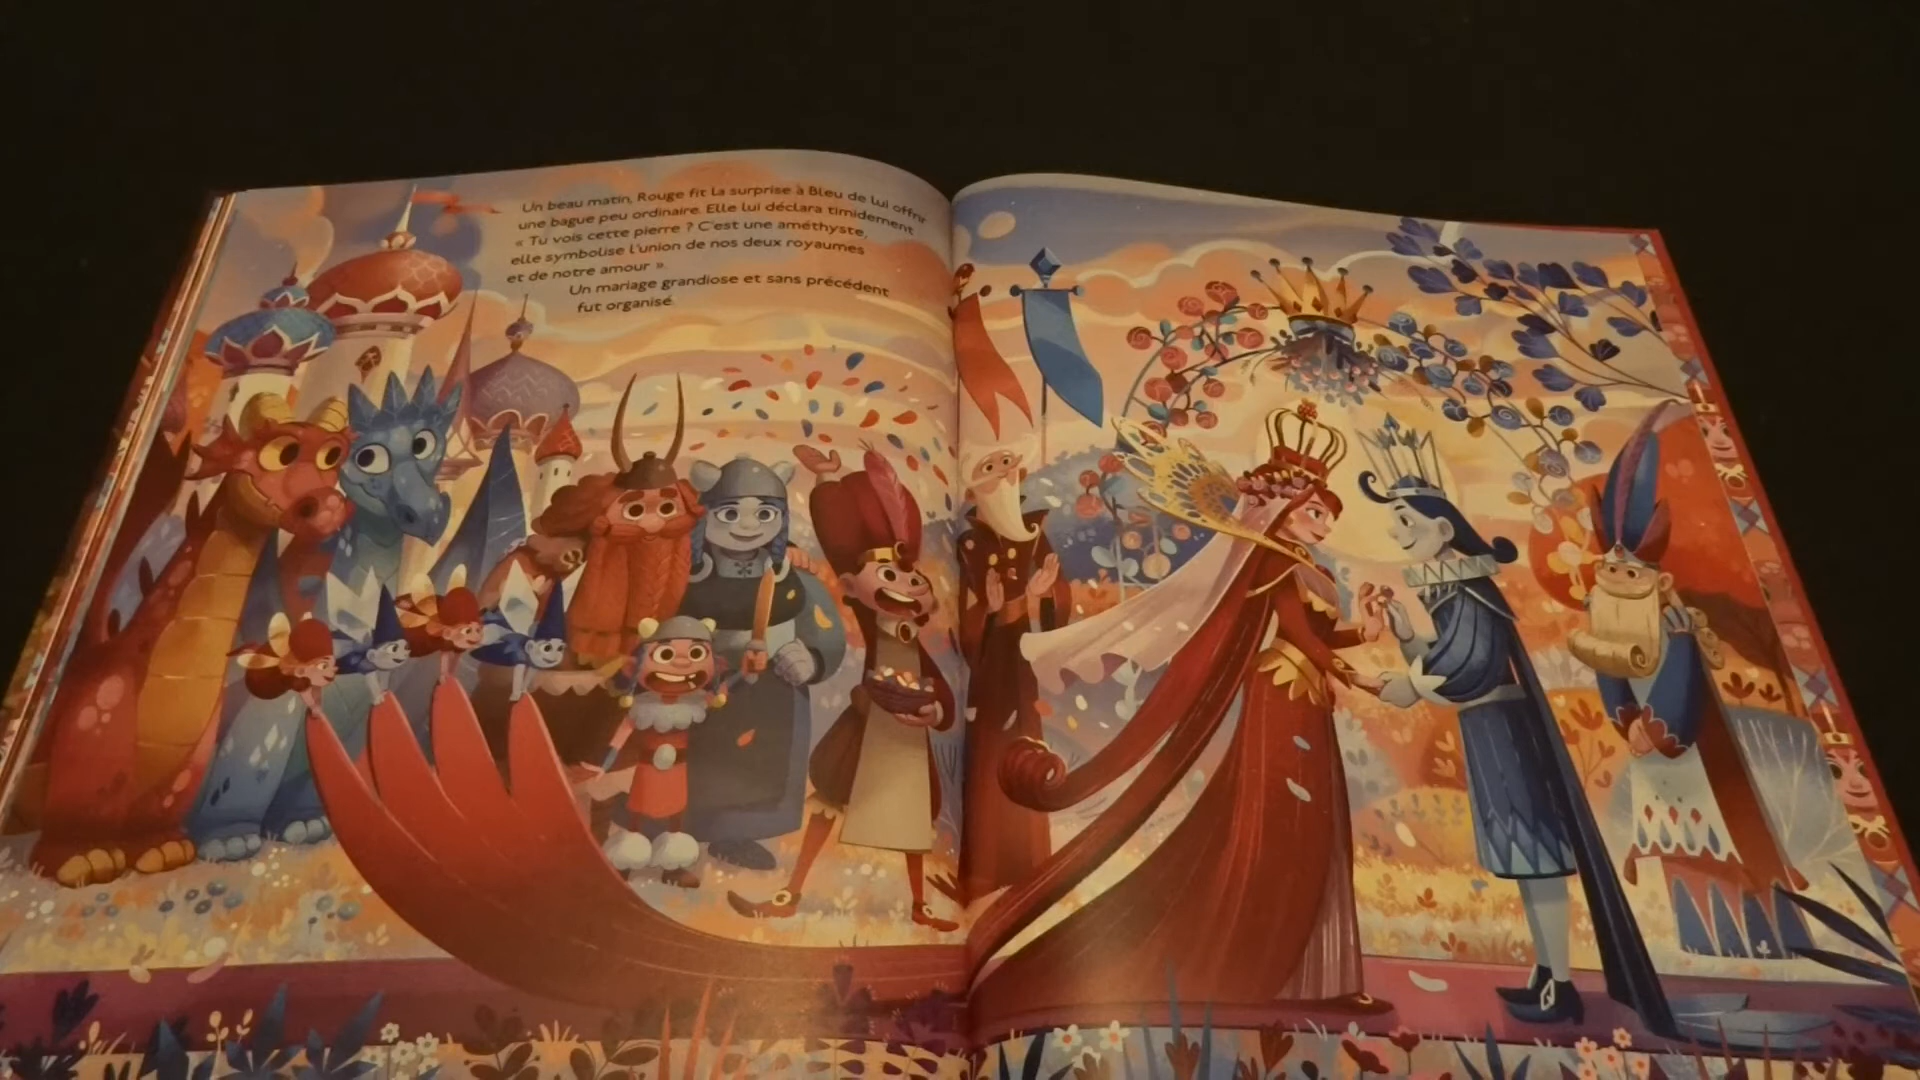 Un beau matin, Rouge fit la surprise à Bleu de lui offrir
une bague peu ordinaire. Elle lui déclara timidement
« Tu vois cette pierre ? C'est une améthyste,
elle symbolise l'union de nos deux royaumes
et de notre amour ».
Un mariage grandiose et sans précédent
fut organisé.